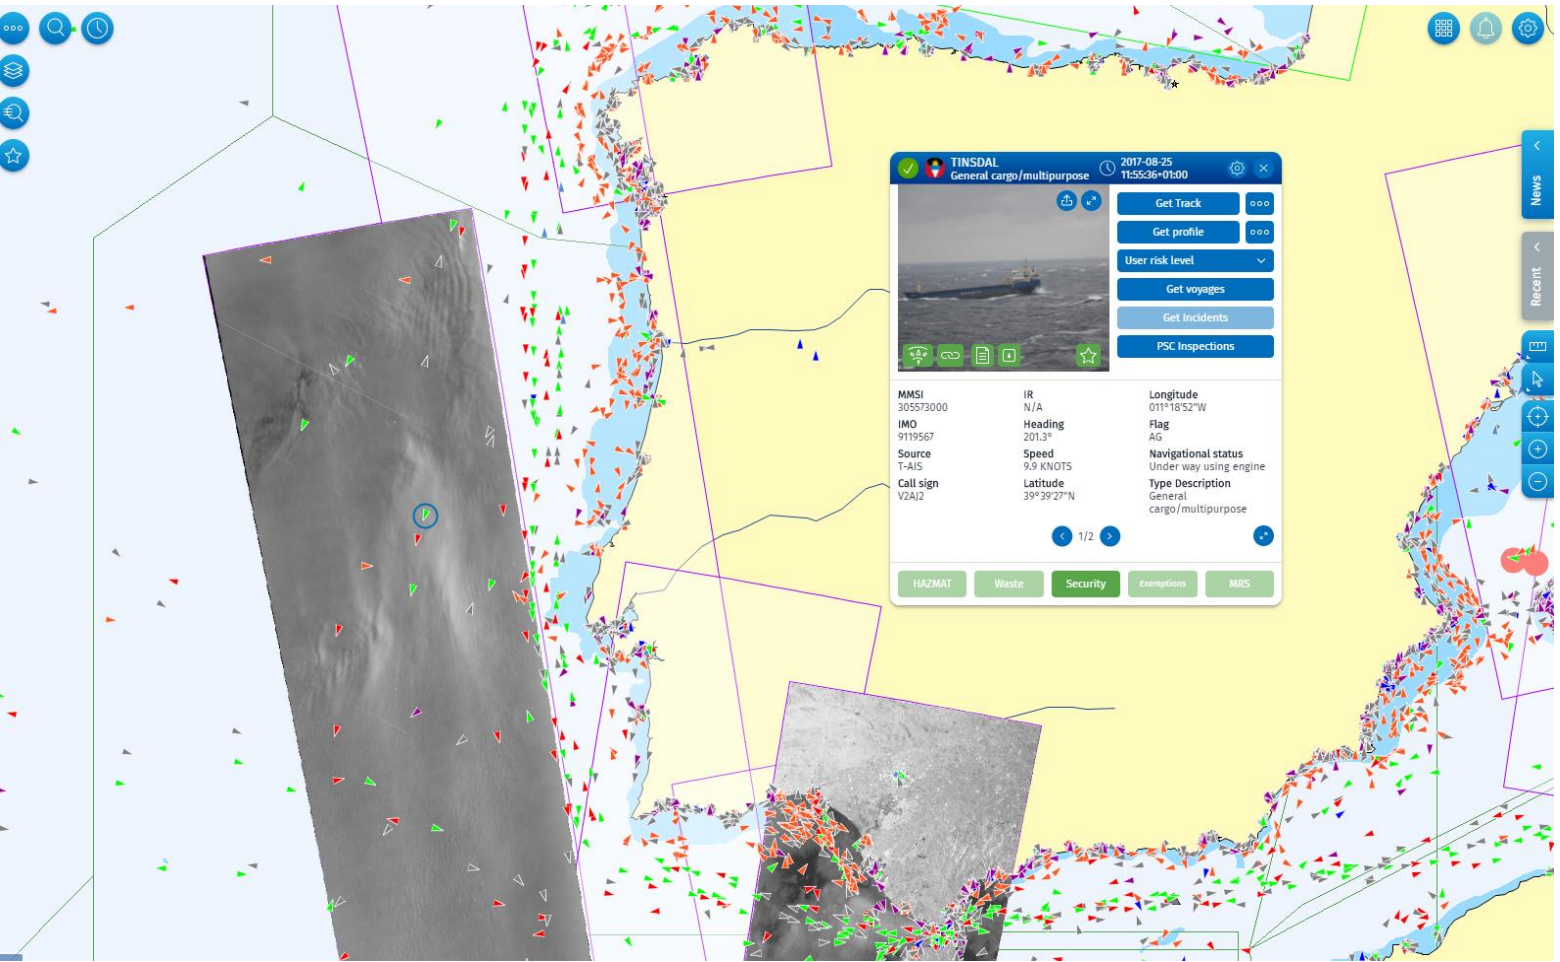 TINSDAL
General cargo/multipurpose
2017-08-25
11:55:36+01:00
Get Track
Get profile
User risk level
Get voyages
Get Incidents
PSC Inspections
MMSI
305573000
IR
N/A
Longitude
011°18'52"W
IMO
9119567
Heading
201.3°
Flag
AG
Source
T-AIS
Speed
9.9 KNOTS
Navigational status
Under way using engine
Call sign
V2AJ2
Latitude
39°39'27"N
Type Description
General
cargo/multipurpose
1/2
HAZMAT
Waste
Security
Exemptions
MRS
News
Recent